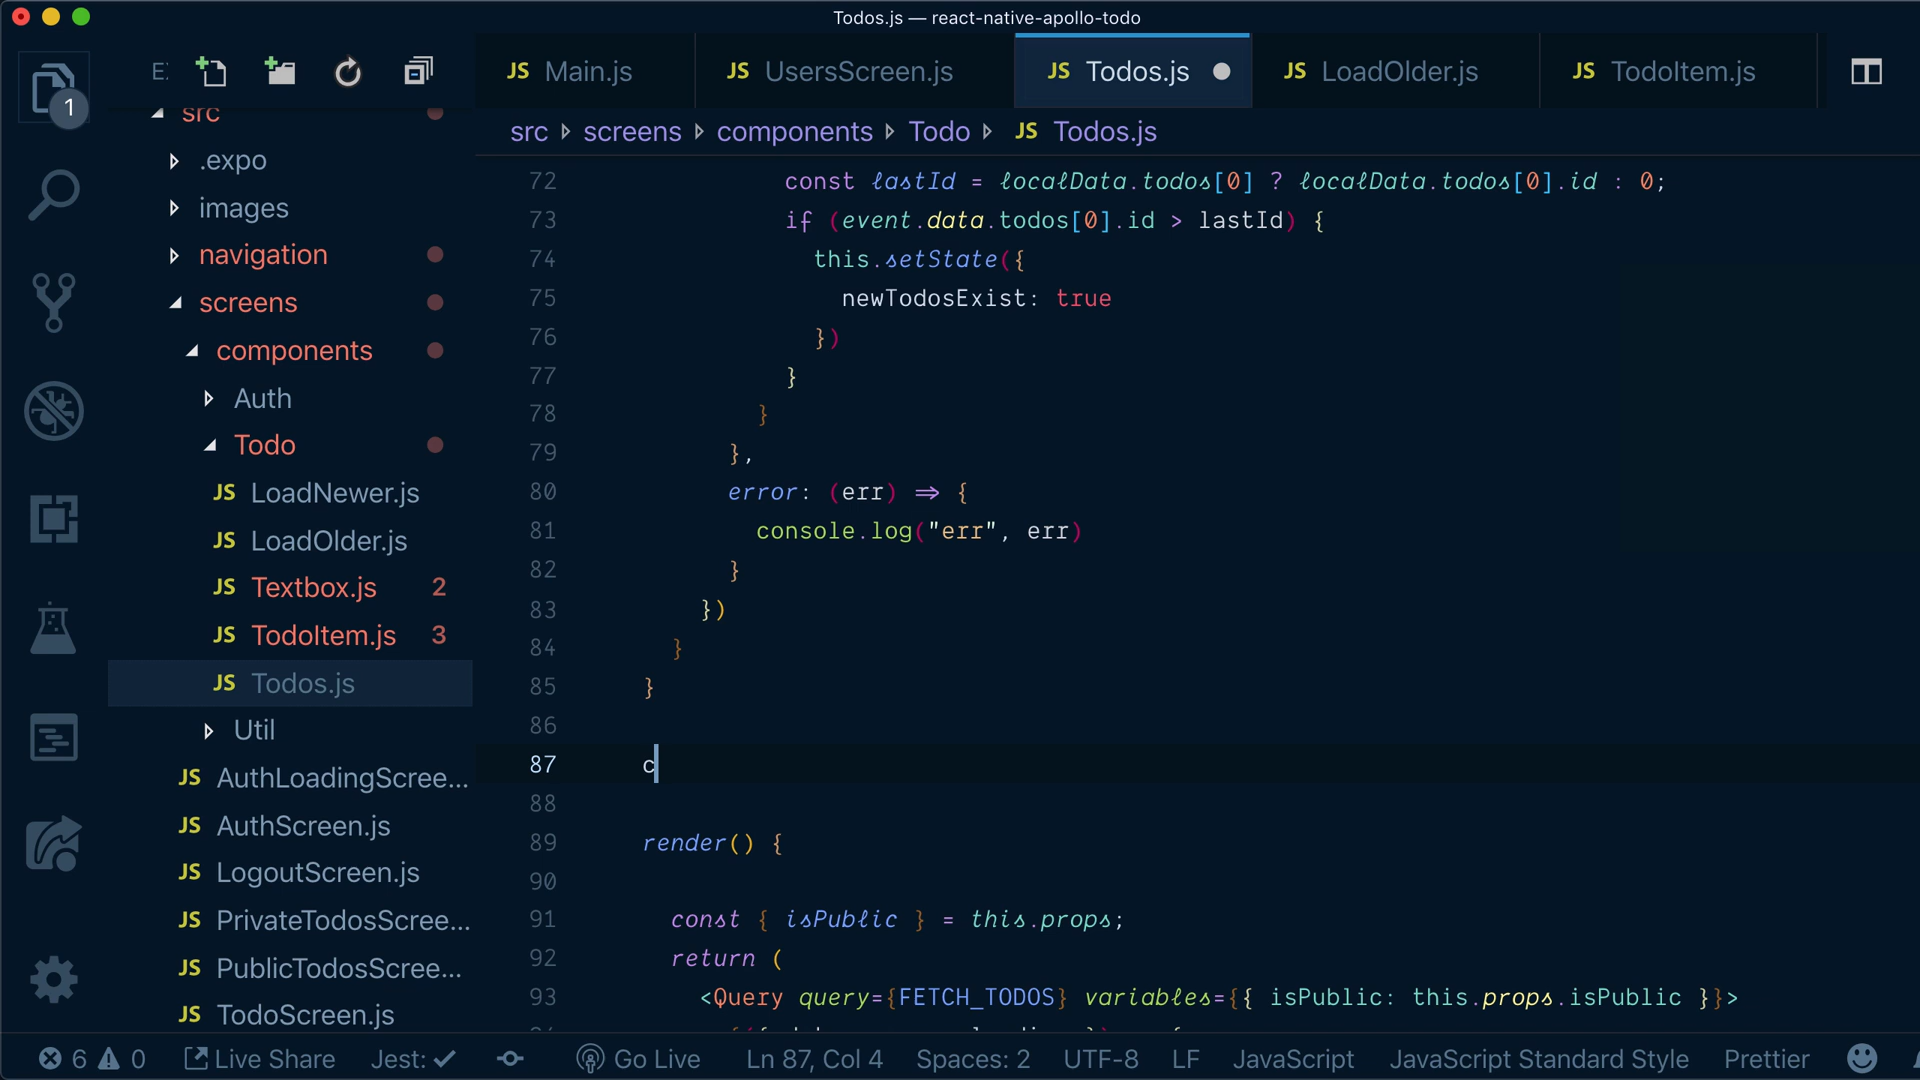 Todos.js — react-native-apollo-todo
1
E:
JS Main.js
JS UsersScreen.js
JS Todos.js
JS LoadOlder.js
JS TodoItem.js
src
.expo
images
navigation
screens
components
Auth
Todo
JS LoadNewer.js
JS LoadOlder.js
JS Textbox.js 2
JS TodoItem.js 3
JS Todos.js
Util
JS AuthLoadingScree...
JS AuthScreen.js
JS LogoutScreen.js
JS PrivateTodosScree...
JS PublicTodosScree...
JS TodoScreen.js
src screens components Todo JS Todos.js
72 const lastId = localData.todos[0] ? localData.todos[0].id : 0;
73 if (event.data.todos[0].id > lastId) {
74 this.setState({
75 newTodosExist: true
76 })
77 }
78 }
79 },
80 error: (err) => {
81 console.log("err", err)
82 }
83 })
84 }
85 }
86
87 c
88
89 render() {
90
91 const { isPublic } = this.props;
92 return (
93 <Query query={FETCH_TODOS} variables={{ isPublic: this.props.isPublic }}>
6 0 Live Share Jest: Go Live Ln 87, Col 4 Spaces: 2 UTF-8 LF JavaScript JavaScript Standard Style Prettier